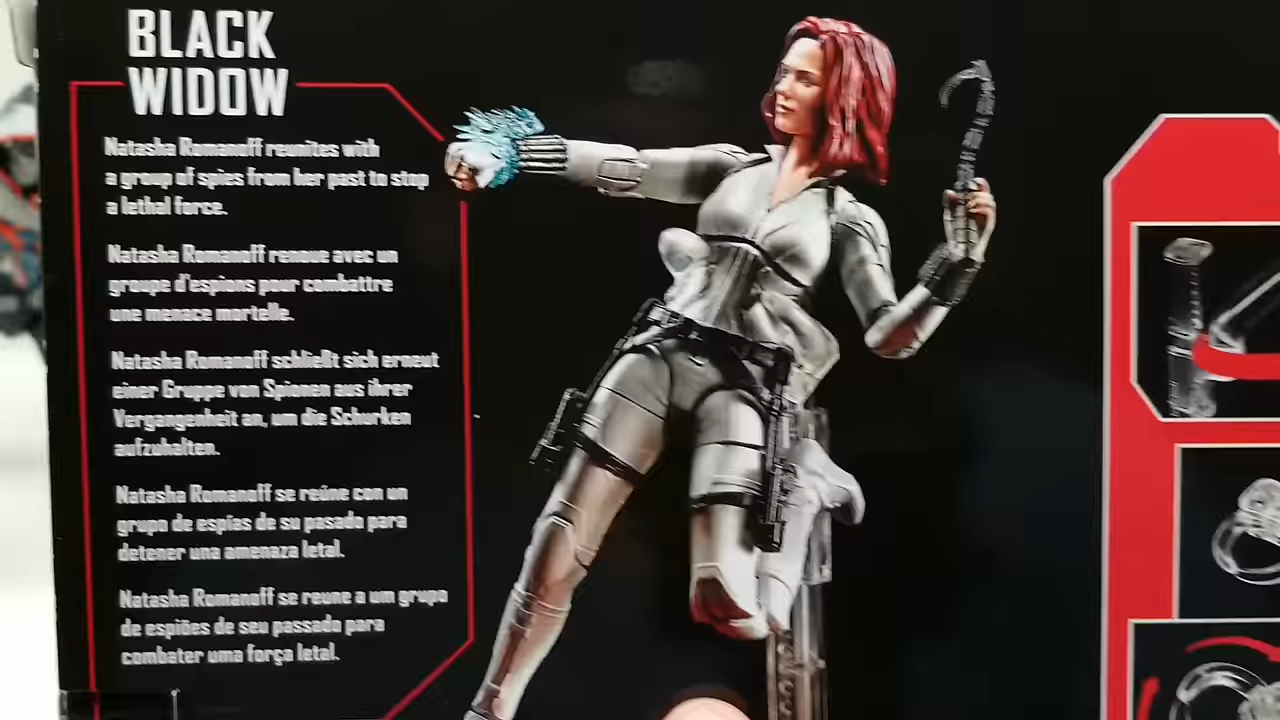 BLACK
WIDOW
Natasha Romanoff reunites with
a group of spies from her past to stop
a lethal force.
Natasha Romanoff renoue avec un
groupe d'espions pour combattre
une menace mortelle.
Natasha Romanoff schließt sich erneut
einer Gruppe von Spionen aus ihrer
Vergangenheit an, um die Schurken
aufzuhalten.
Natasha Romanoff se reúne con un
grupo de espías de su pasado para
detener una amenaza letal.
Natasha Romanoff se reune a um grupo
de espiões de seu passado para
combater uma força letal.